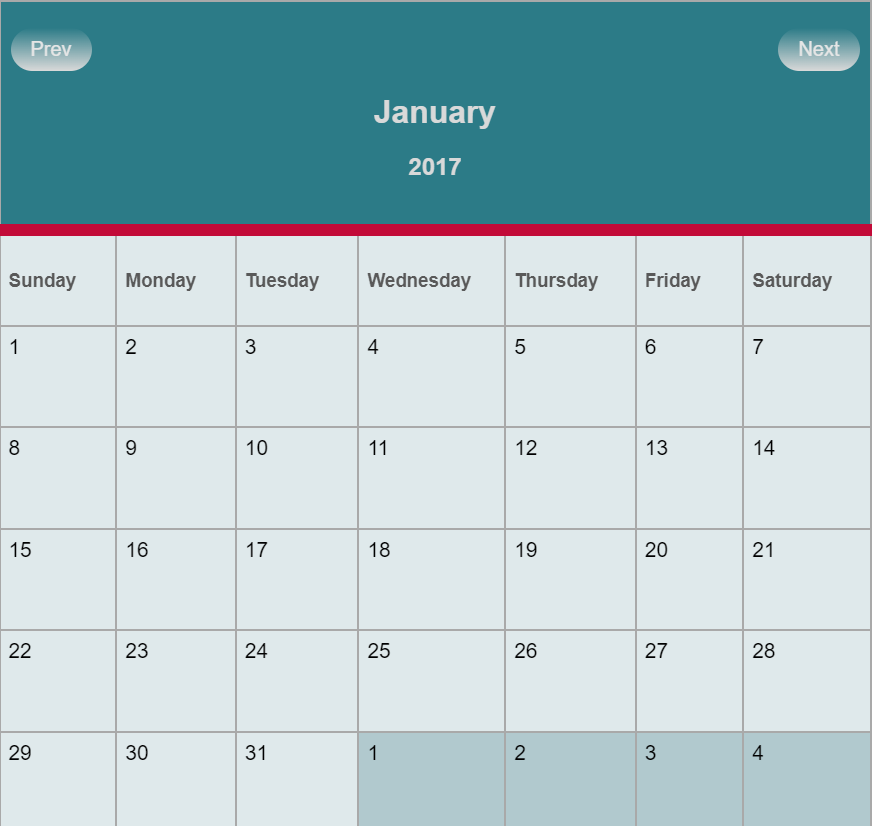 Prev Next
January
2017
Sunday Monday Tuesday Wednesday Thursday Friday Saturday
1 2 3 4 5 6 7
8 9 10 11 12 13 14
15 16 17 18 19 20 21
22 23 24 25 26 27 28
29 30 31 1 2 3 4